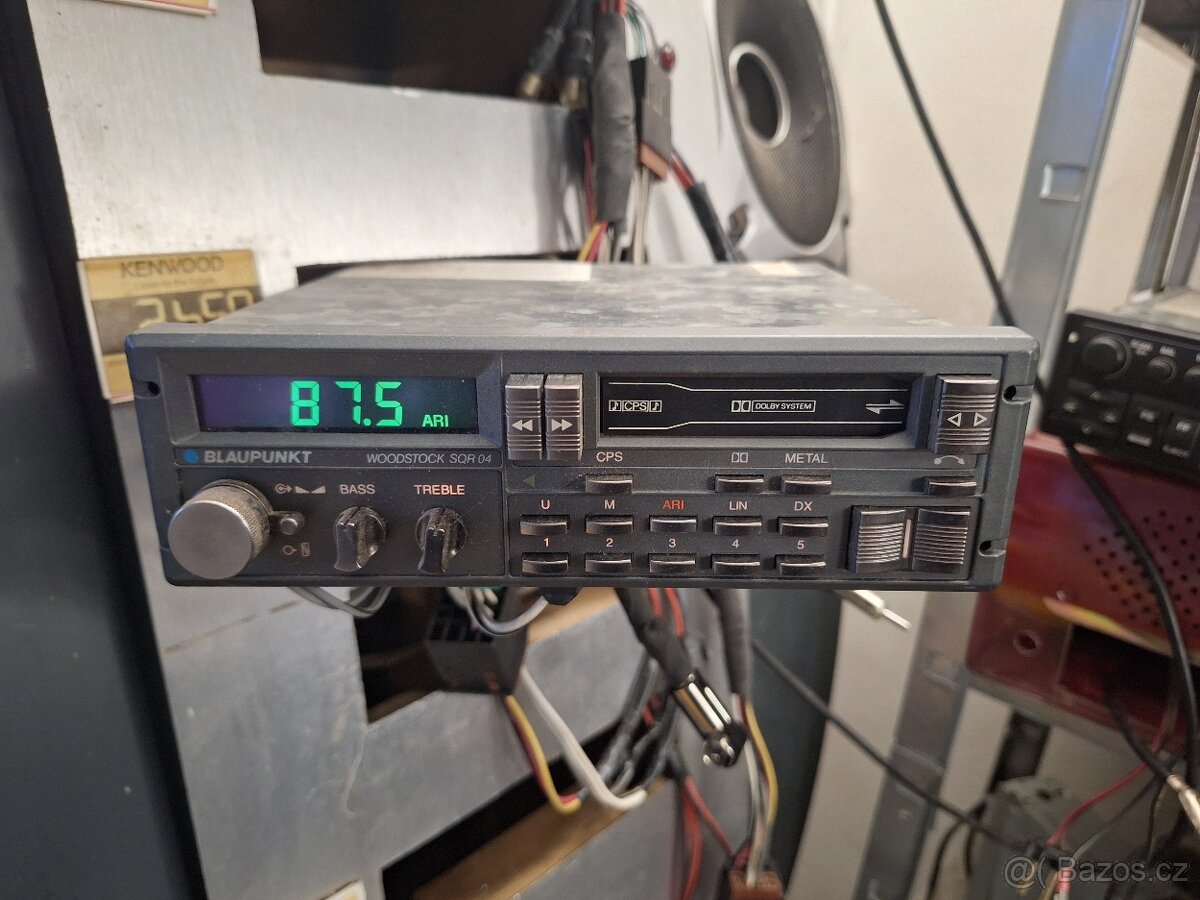 KENWOOD
87.5 ARI
CPS
DOLBY SYSTEM
BLAUPUNKT
WOODSTOCK SQR 04
CPS
METAL
BASS
TREBLE
U M ARI LIN DX
1 2 3 4 5
@( Bazos.cz